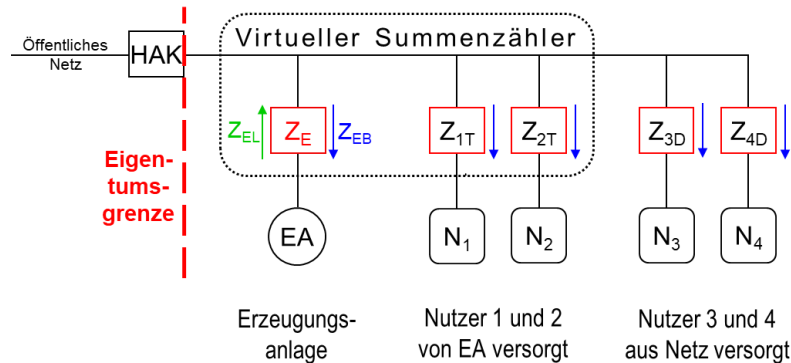 Virtueller Summenzähler
Öffentliches
Netz
HAK
Z_EL
Z_E
Z_EB
Z_1T
Z_2T
Z_3D
Z_4D
Eigen-
tums-
grenze
EA
N_1
N_2
N_3
N_4
Erzeugungs-
anlage
Nutzer 1 und 2
von EA versorgt
Nutzer 3 und 4
aus Netz versorgt